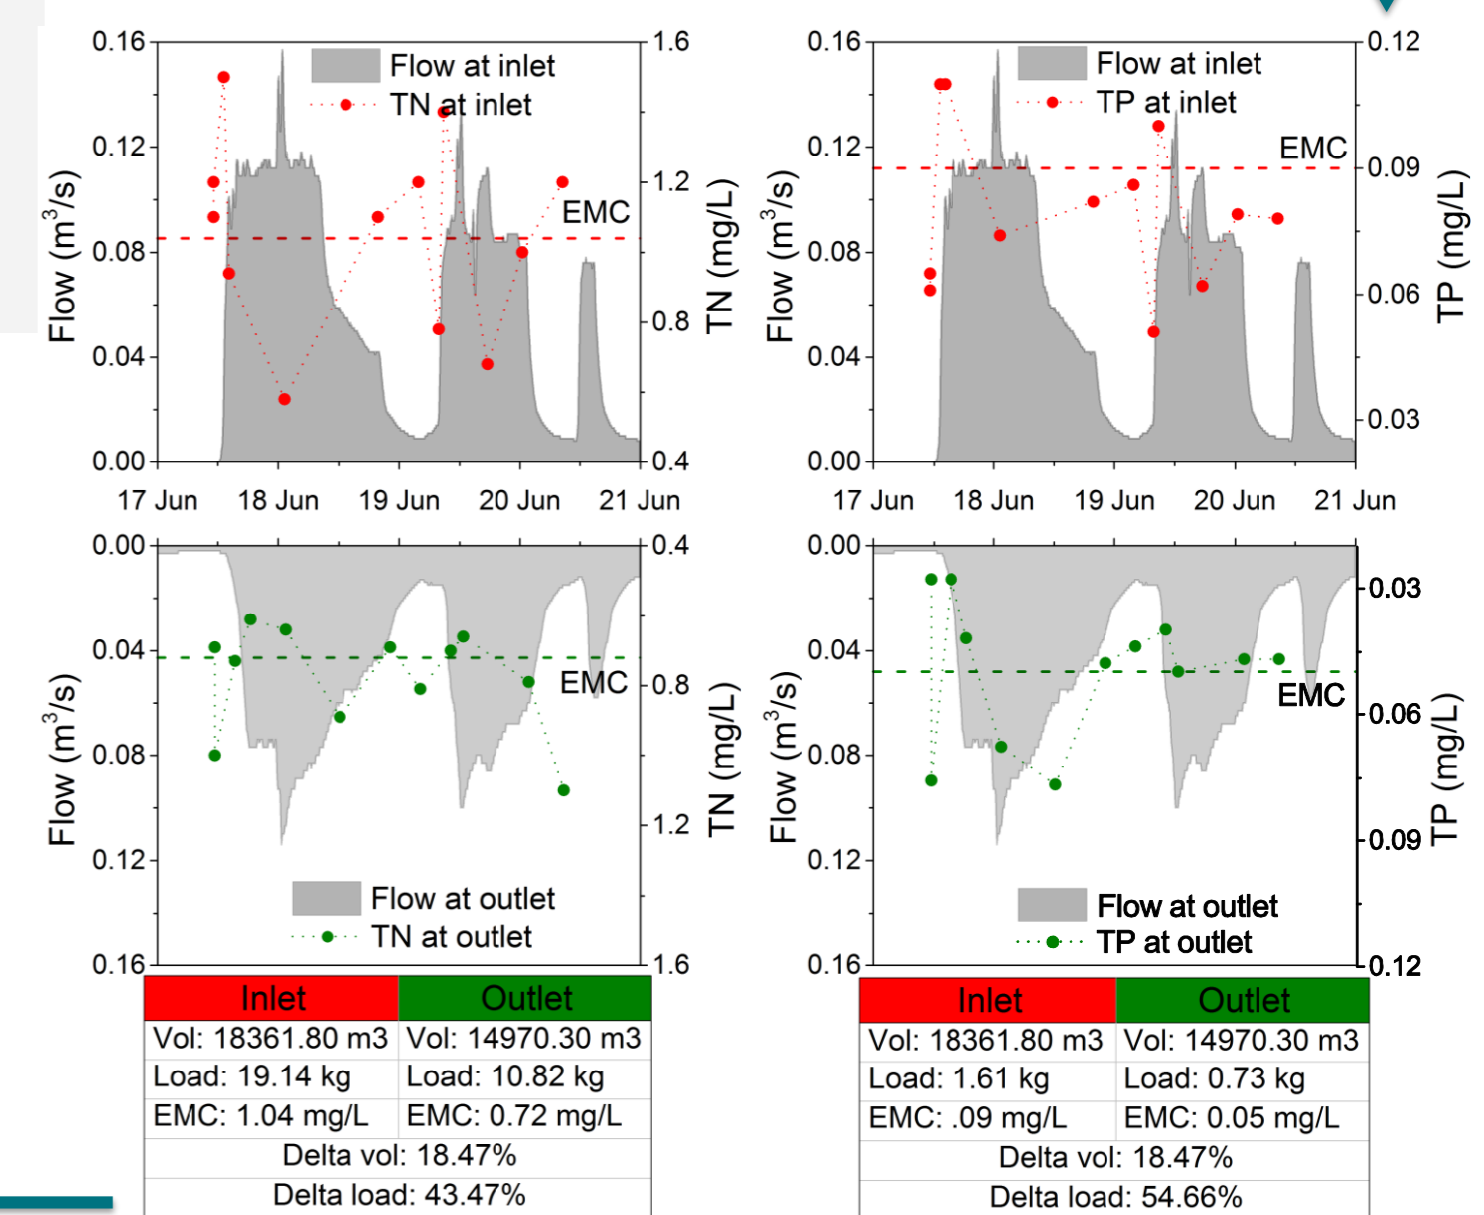 0.16
0.12
0.08
0.04
0.00
Flow (m3/s)
Flow at inlet
TN at inlet
EMC
1.6
1.2
0.8
0.4
TN (mg/L)
17 Jun 18 Jun 19 Jun 20 Jun 21 Jun
0.16
0.12
0.08
0.04
0.00
Flow (m3/s)
Flow at inlet
TP at inlet
EMC
0.12
0.09
0.06
0.03
TP (mg/L)
17 Jun 18 Jun 19 Jun 20 Jun 21 Jun
0.00
0.04
0.08
0.12
0.16
Flow (m3/s)
EMC
Flow at outlet
TN at outlet
0.4
0.8
1.2
1.6
TN (mg/L)
0.00
0.04
0.08
0.12
0.16
Flow (m3/s)
EMC
Flow at outlet
TP at outlet
0.03
0.06
0.09
0.12
TP (mg/L)
Inlet Outlet
Vol: 18361.80 m3 Vol: 14970.30 m3
Load: 19.14 kg Load: 10.82 kg
EMC: 1.04 mg/L EMC: 0.72 mg/L
Delta vol: 18.47%
Delta load: 43.47%
Inlet Outlet
Vol: 18361.80 m3 Vol: 14970.30 m3
Load: 1.61 kg Load: 0.73 kg
EMC: .09 mg/L EMC: 0.05 mg/L
Delta vol: 18.47%
Delta load: 54.66%